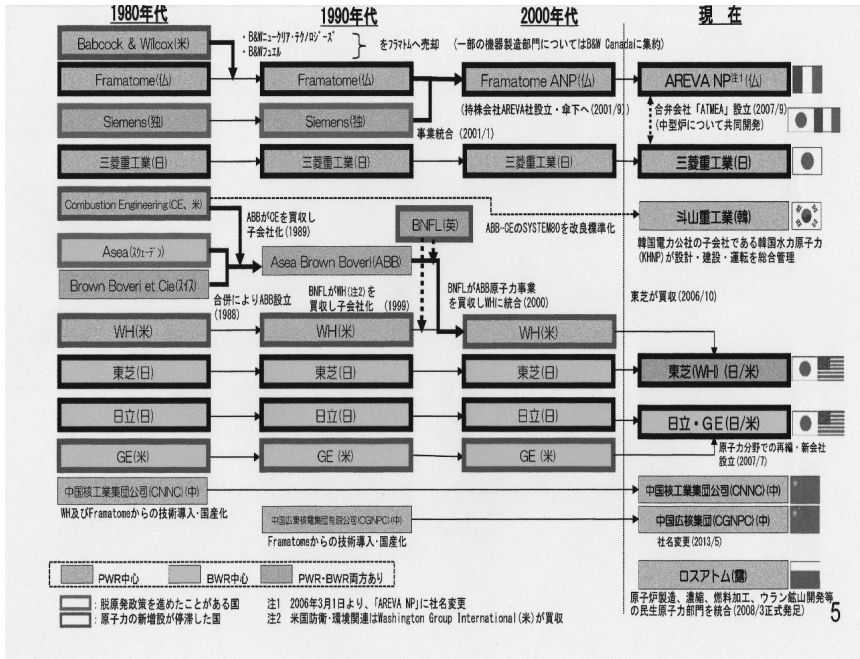 1980年代
1990年代
2000年代
現 在
Babcock & Wilcox(米)
・B&Wニュークリア・テクノロジーズ
・B&Wフュエル
をフラマトムへ売却 (一部の機器製造部門についてはB&W Canadaに集約)
Framatome(仏)
Framatome(仏)
Framatome ANP(仏)
AREVA NP注1(仏)
(持株会社AREVA社設立・傘下へ(2001/9))
合弁会社「ATMEA」設立(2007/9)
(中型炉について共同開発)
Siemens(独)
Siemens(独)
事業統合 (2001/1)
三菱重工業(日)
三菱重工業(日)
三菱重工業(日)
三菱重工業(日)
Combustion Engineering(CE、米)
ABBがCEを買収し
子会社化(1989)
BNFL(英)
ABB-CEのSYSTEM80を改良標準化
斗山重工業(韓)
韓国電力公社の子会社である韓国水力原子力
(KHNP)が設計・建設・運転を総合管理
Asea(スウェーデン)
Brown Boveri et Cie(スイス)
Asea Brown Boveri(ABB)
合併によりABB設立
(1988)
BNFLがWH(注2)を
買収し子会社化 (1999)
BNFLがABB原子力事業
を買収しWHに統合(2000)
東芝が買収(2006/10)
WH(米)
WH(米)
WH(米)
東芝(日)
東芝(日)
東芝(日)
東芝(WH) (日/米)
日立(日)
日立(日)
日立(日)
日立・GE(日/米)
GE(米)
GE(米)
GE(米)
原子力分野での再編・新会社
設立(2007/7)
中国核工業集団公司(CNNC)(中)
中国核工業集団公司(CNNC)(中)
WH及びFramatomeからの技術導入・国産化
中国広東核電集団有限公司(CGNPC)(中)
中国広核集団(CGNPC)(中)
Framatomeからの技術導入・国産化
社名変更(2013/5)
PWR中心
BWR中心
PWR・BWR両方あり
ロスアトム(露)
原子炉製造、濃縮、燃料加工、ウラン鉱山開発等
の民生原子力部門を統合(2008/3正式発足)
:脱原発政策を進めたことがある国
:原子力の新増設が停滞した国
注1 2006年3月1日より、「AREVA NP」に社名変更
注2 米国防衛・環境関連はWashington Group International(米)が買収
5